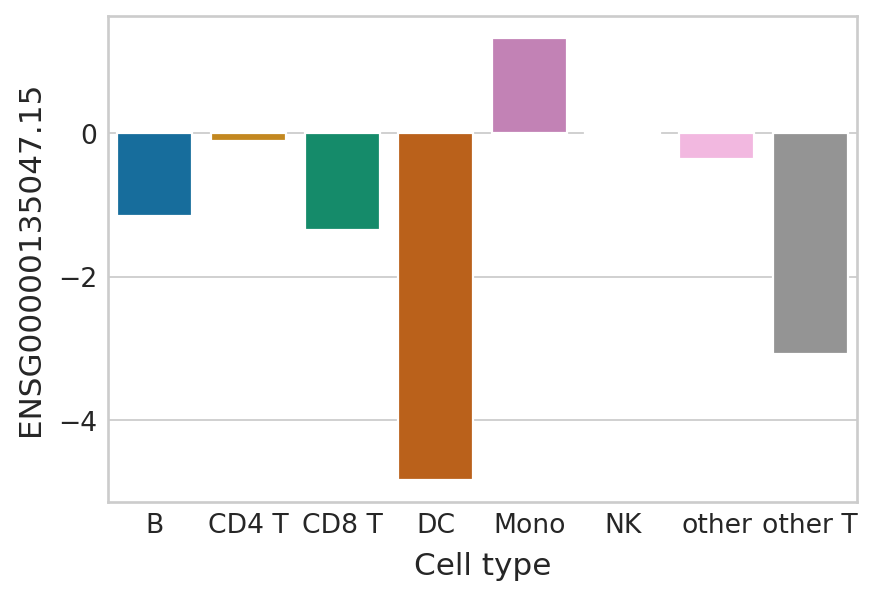 ENSG00000135047.15
0
−2
−4
B CD4 T CD8 T DC Mono NK other other T
Cell type